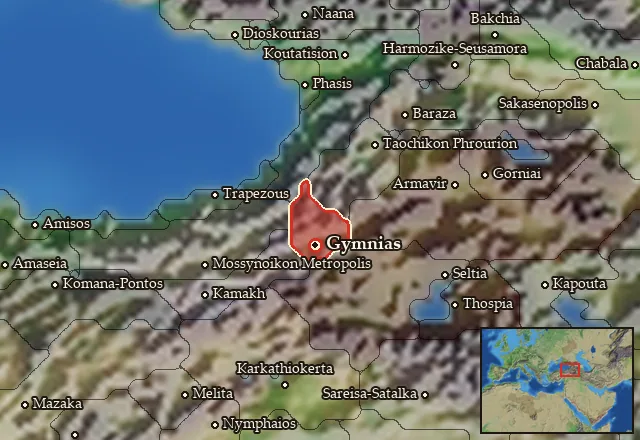 Naana
Bakchia
Dioskourias
Koutatision
Harmozike-Seusamora
Chabala
Phasis
Sakasenopolis
Baraza
Taochikon Phrourion
Gorniai
Armavir
Trapezous
Amisos
Gymnias
Amaseia
Mossynoikon Metropolis
Seltia
Komana-Pontos
Kapouta
Kamakh
Thospia
Karkathiokerta
Melita
Sareisa-Satalka
Mazaka
Nymphaios